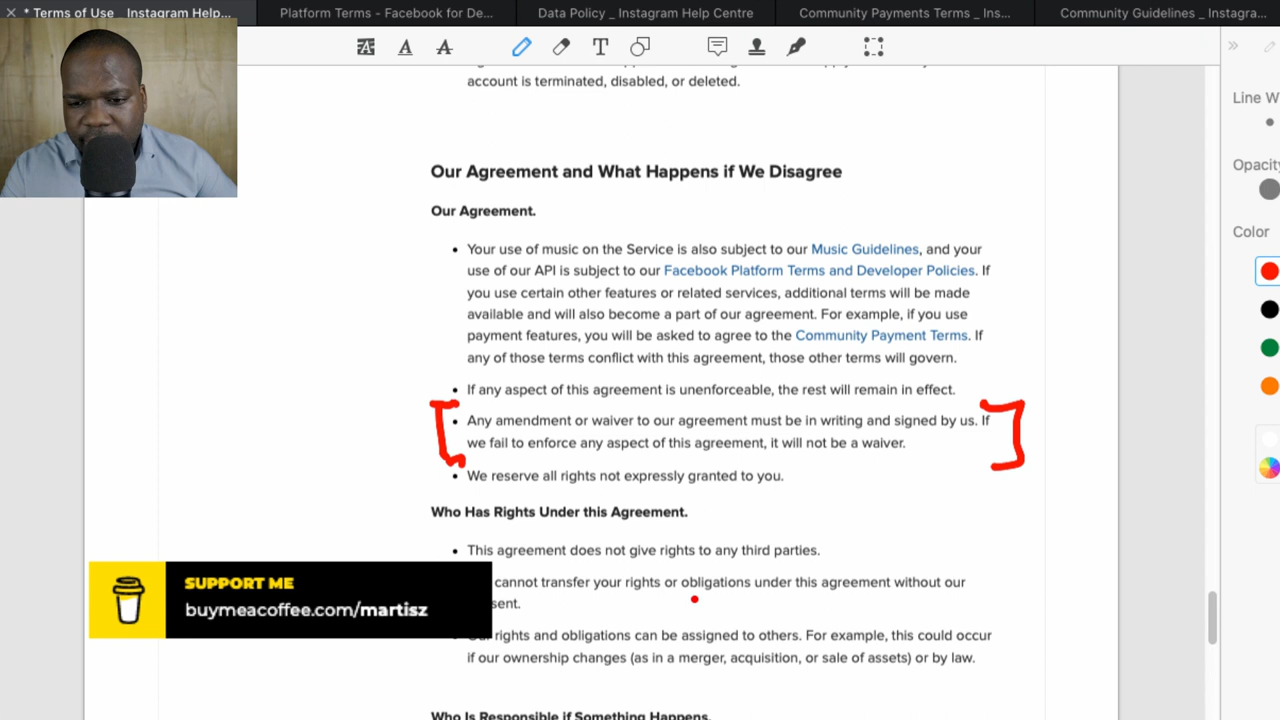 * Terms of Use _ Instagram Help...
Platform Terms - Facebook for De...
Data Policy _ Instagram Help Centre
Community Payments Terms _ Ins...
Community Guidelines _ Instagra...
A A A T
Line W
Opacity
Color
account is terminated, disabled, or deleted.
Our Agreement and What Happens if We Disagree
Our Agreement.
• Your use of music on the Service is also subject to our Music Guidelines, and your
use of our API is subject to our Facebook Platform Terms and Developer Policies. If
you use certain other features or related services, additional terms will be made
available and will also become a part of our agreement. For example, if you use
payment features, you will be asked to agree to the Community Payment Terms. If
any of those terms conflict with this agreement, those other terms will govern.
• If any aspect of this agreement is unenforceable, the rest will remain in effect.
• Any amendment or waiver to our agreement must be in writing and signed by us. If
we fail to enforce any aspect of this agreement, it will not be a waiver.
• We reserve all rights not expressly granted to you.
Who Has Rights Under this Agreement.
• This agreement does not give rights to any third parties.
cannot transfer your rights or obligations under this agreement without our
sent.
rights and obligations can be assigned to others. For example, this could occur
if our ownership changes (as in a merger, acquisition, or sale of assets) or by law.
Who Is Responsible if Something Happens.
SUPPORT ME
buymeacoffee.com/martisz